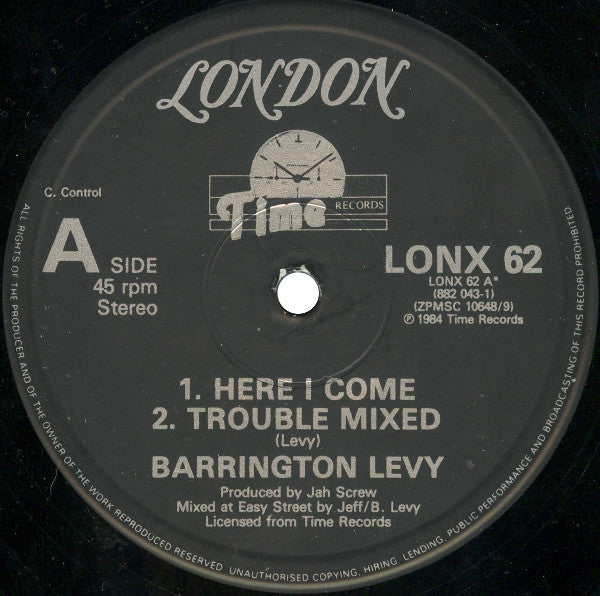 LONDON
Time RECORDS
C. Control
A SIDE
45 rpm
Stereo
LONX 62
LONX 62 A*
(882 043-1)
(ZPMSC 10648/9)
℗ 1984 Time Records
1. HERE I COME
2. TROUBLE MIXED
(Levy)
BARRINGTON LEVY
Produced by Jah Screw
Mixed at Easy Street by Jeff/B. Levy
Licensed from Time Records
ALL RIGHTS OF THE PRODUCER AND OF THE OWNER OF THE WORK REPRODUCED RESERVED. UNAUTHORISED COPYING, HIRING, LENDING, PUBLIC PERFORMANCE AND BROADCASTING OF THIS RECORD PROHIBITED